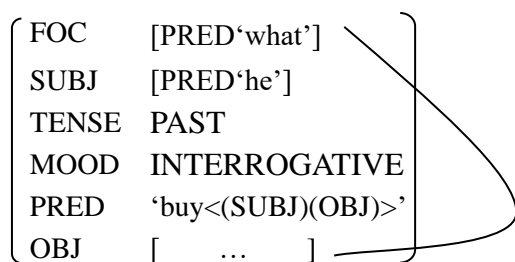 FOC [PRED‘what’]
SUBJ [PRED‘he’]
TENSE PAST
MOOD INTERROGATIVE
PRED ‘buy<(SUBJ)(OBJ)>’
OBJ [ … ]